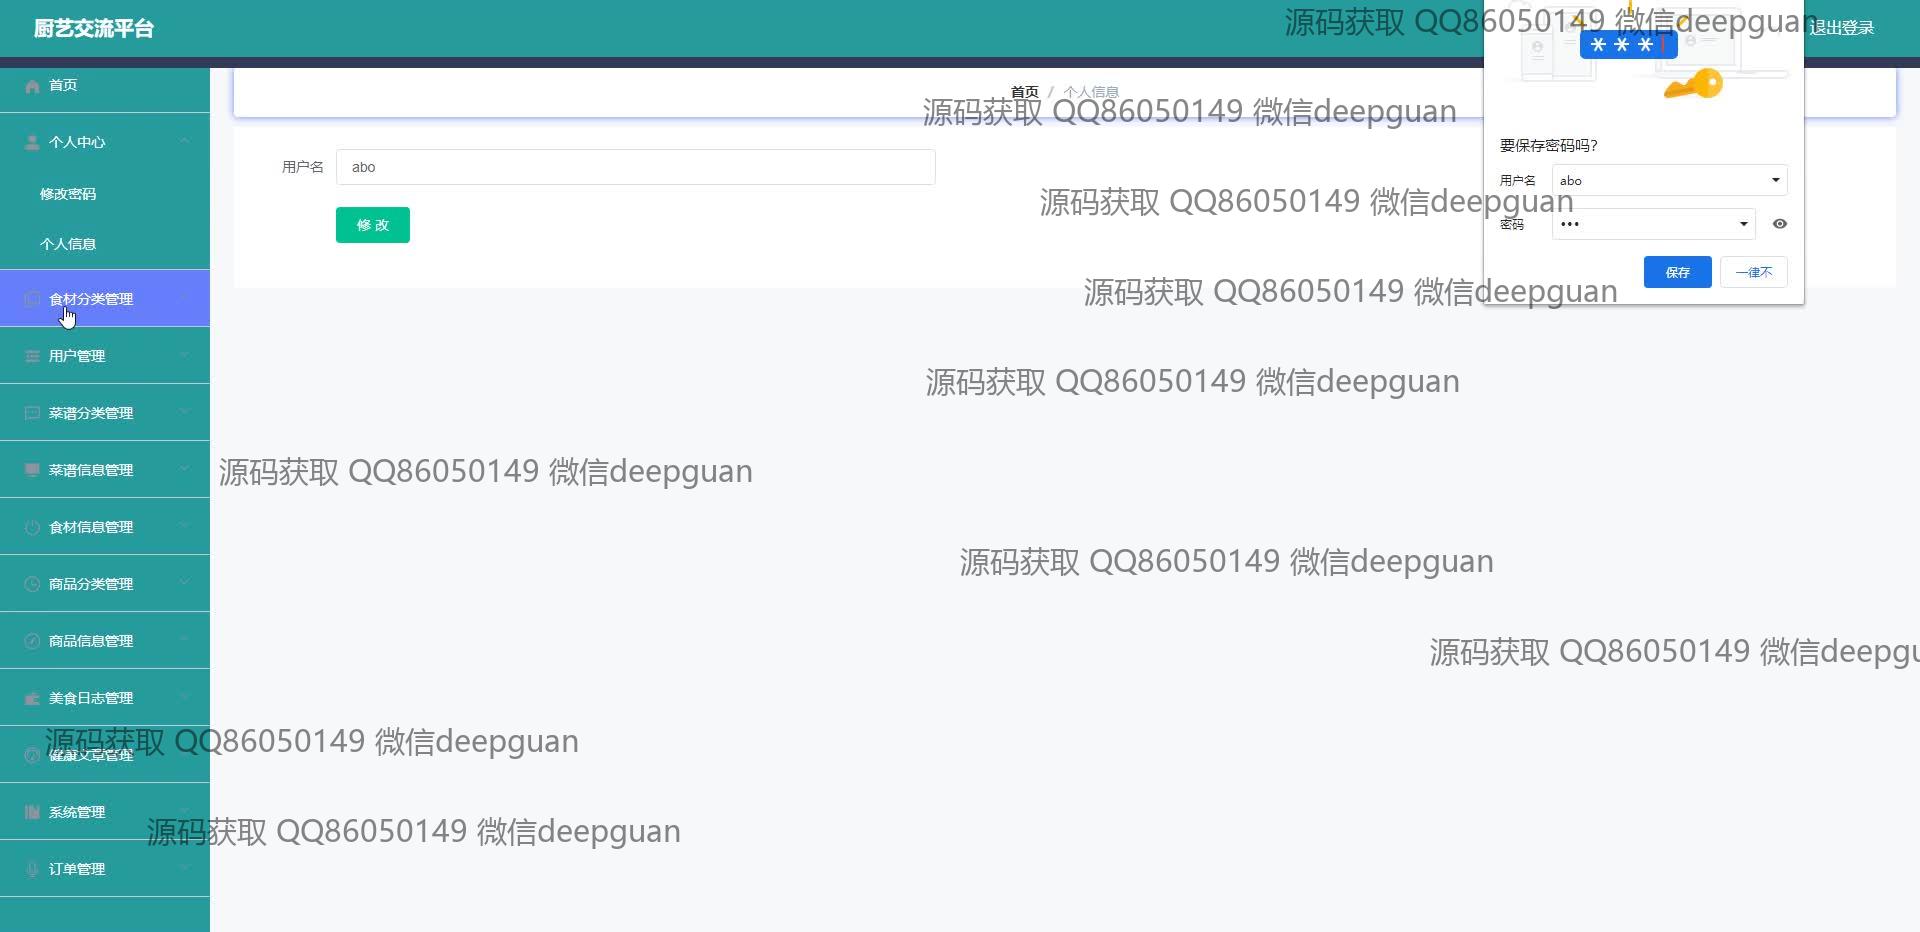 厨艺交流平台
源码获取 QQ86050149 微信deepguan
退出登录
***
首页
首页 / 个人信息
源码获取 QQ86050149 微信deepguan
个人中心
要保存密码吗?
用户名 abo
用户名 abo
修改密码
源码获取 QQ86050149 微信deepguan
修改
密码 •••
个人信息
保存 一律不
食材分类管理
源码获取 QQ86050149 微信deepguan
用户管理
源码获取 QQ86050149 微信deepguan
菜谱分类管理
菜谱信息管理
源码获取 QQ86050149 微信deepguan
食材信息管理
源码获取 QQ86050149 微信deepguan
商品分类管理
商品信息管理
源码获取 QQ86050149 微信deepgu
美食日志管理
源码获取 QQ86050149 微信deepguan
健康文章管理
系统管理
源码获取 QQ86050149 微信deepguan
订单管理